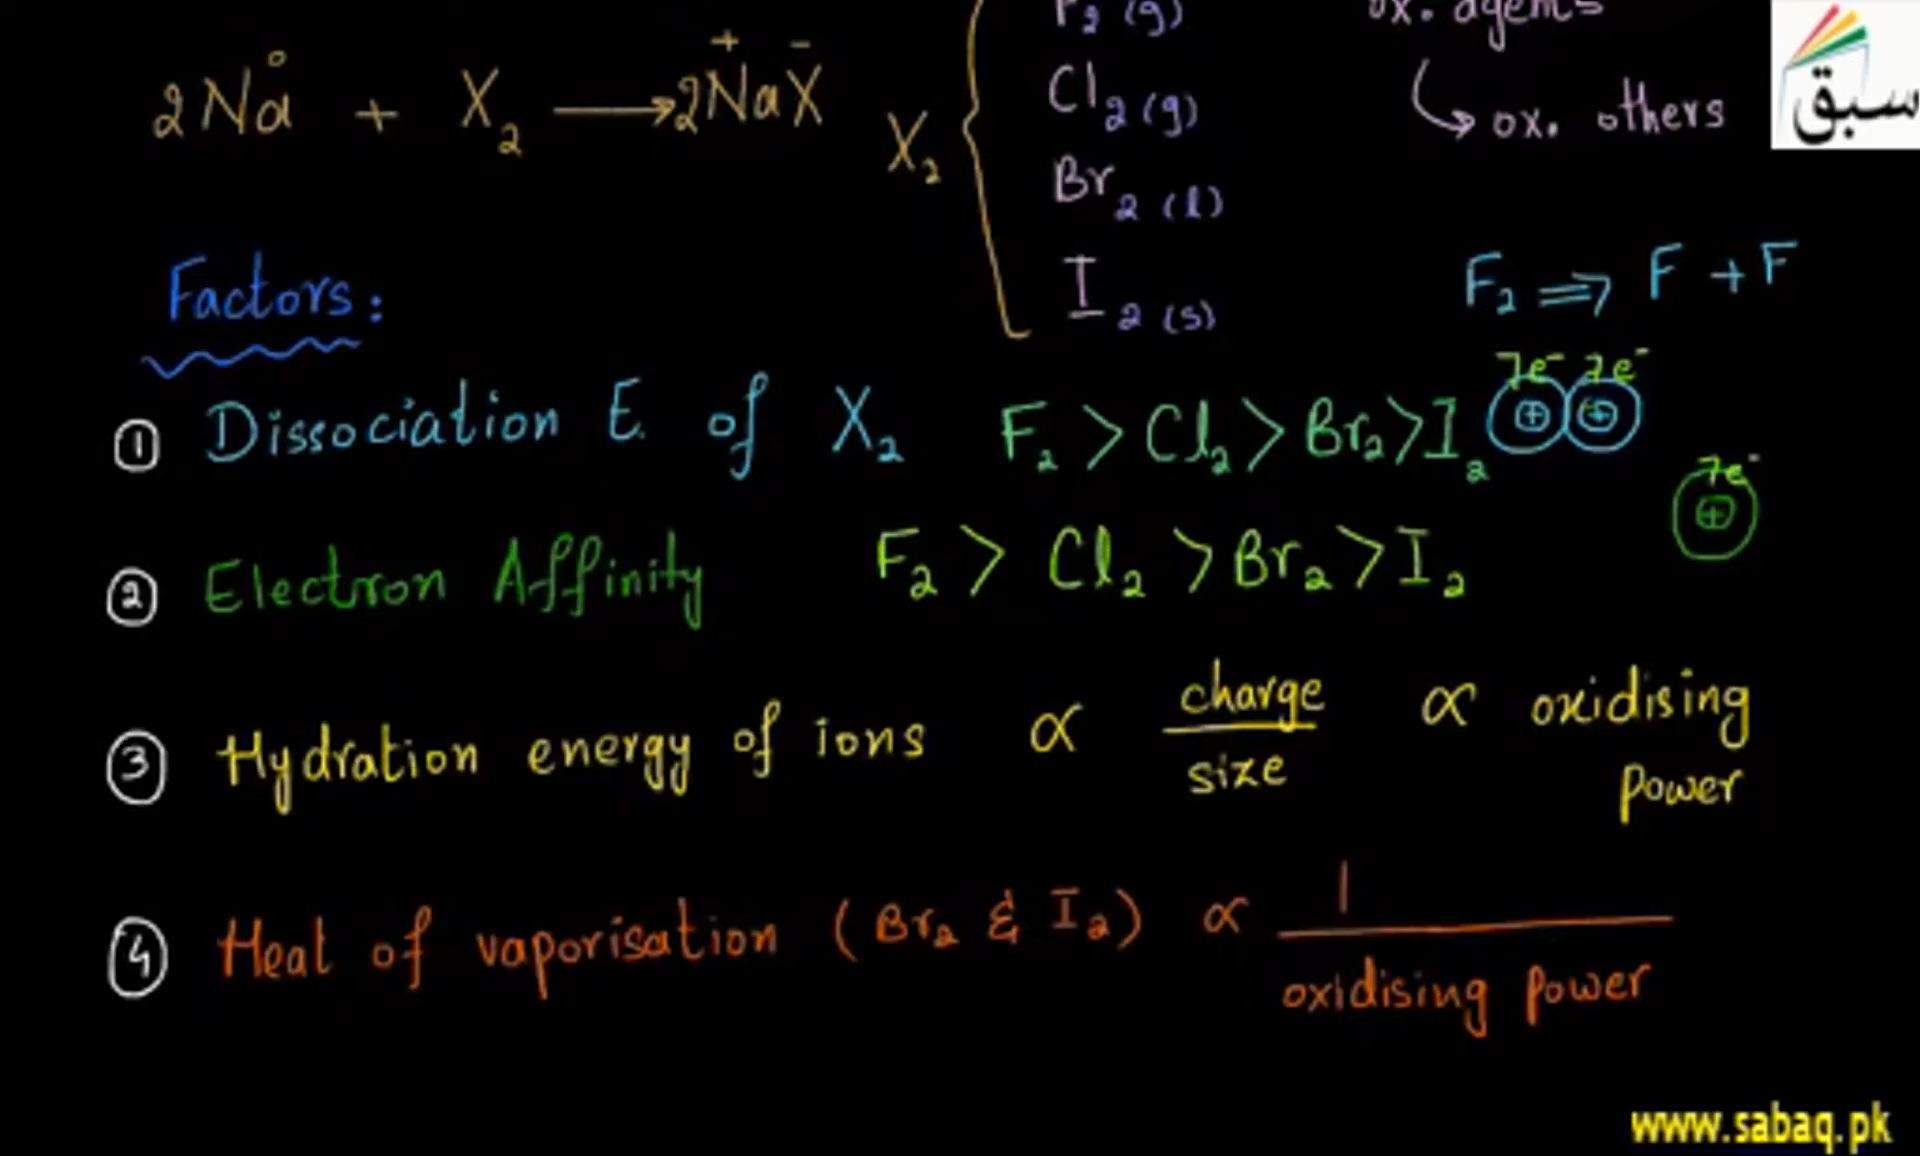 F₂ (g) ox. agents
2Na° + X₂ ⟶ 2Na⁺X⁻ X₂ Cl₂ (g) ox. others
Br₂ (l)
I₂ (s)
سبق
Factors:
F₂ ⇒ F + F
7e⁻ 7e⁻
① Dissociation E. of X₂ F₂ > Cl₂ > Br₂ > I₂ + +
7e⁻
+
② Electron Affinity F₂ > Cl₂ > Br₂ > I₂
③ Hydration energy of ions ∝ charge / size ∝ oxidising
power
④ Heat of vaporisation (Br₂ & I₂) ∝ 1 / oxidising power
www.sabaq.pk